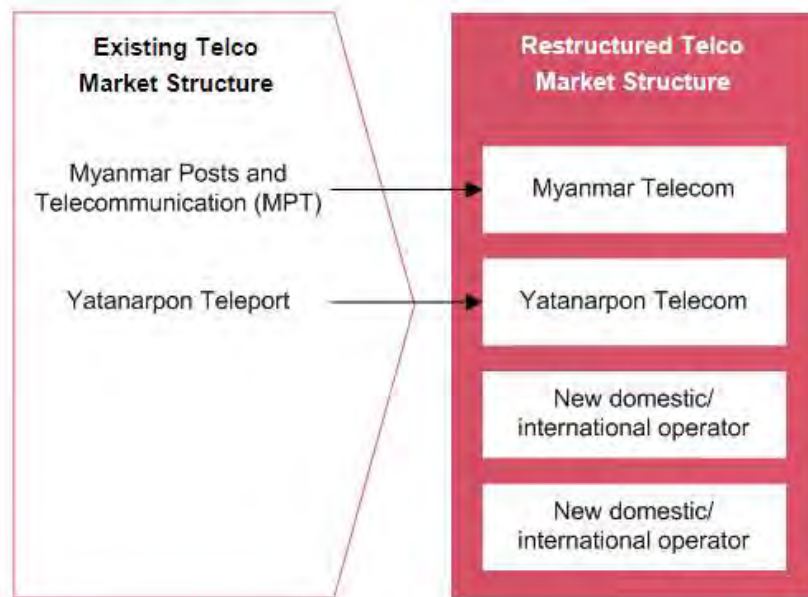 Existing Telco
Market Structure
Myanmar Posts and
Telecommunication (MPT)
Yatanarpon Teleport
Restructured Telco
Market Structure
Myanmar Telecom
Yatanarpon Telecom
New domestic/
international operator
New domestic/
international operator